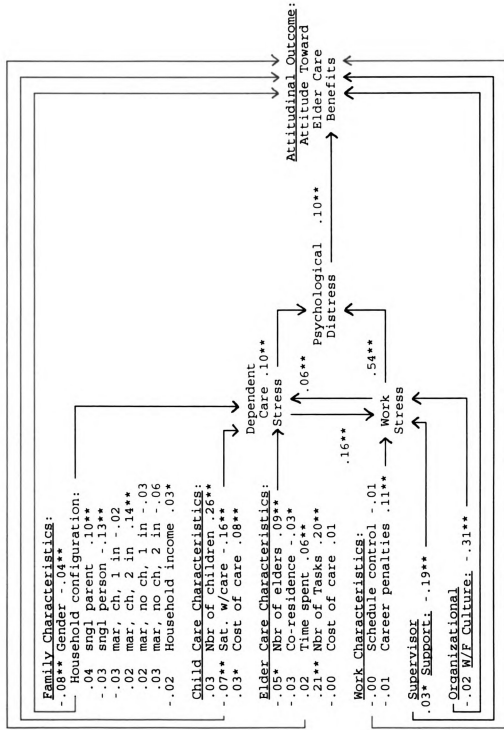 Family Characteristics:
-.08** Gender -.04**
Household configuration:
.04 sngl parent .10**
-.03 sngl person -.13**
.03 mar, ch, 1 in -.02
.02 mar, ch, 2 in .14**
.02 mar, no ch, 1 in -.03
.03 mar, no ch, 2 in -.06
-.02 Household income .03*
Child Care Characteristics:
.03 Nbr of children .26**
-.07** Sat. w/care -.16**
.03* Cost of care .08**
Elder Care Characteristics:
.05* Nbr of elders .09**
-.03 Co-residence -.03*
.02 Time spent .06**
.21** Nbr of Tasks .20**
-.00 Cost of care .01
Work Characteristics:
-.00 Schedule control -.01
-.01 Career penalties .11**
Supervisor
.03* Support: -.19**
Organizational
-.02 W/F Culture: -.31**
Dependent
Care .10**
Stress
.06**
.16**
Work
Stress
.54**
Psychological .10**
Distress
Attitudinal Outcome:
Attitude Toward
Elder Care
Benefits